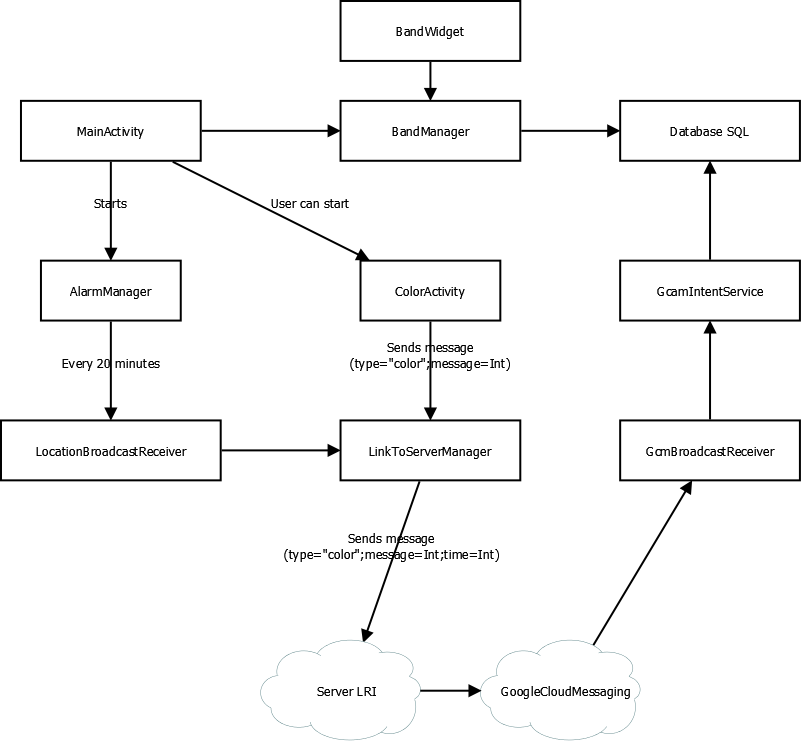 BandWidget
MainActivity
BandManager
Database SQL
Starts
User can start
AlarmManager
ColorActivity
GcamIntentService
Every 20 minutes
Sends message
(type="color";message=Int)
LocationBroadcastReceiver
LinkToServerManager
GcmBroadcastReceiver
Sends message
(type="color";message=Int;time=Int)
Server LRI
GoogleCloudMessaging